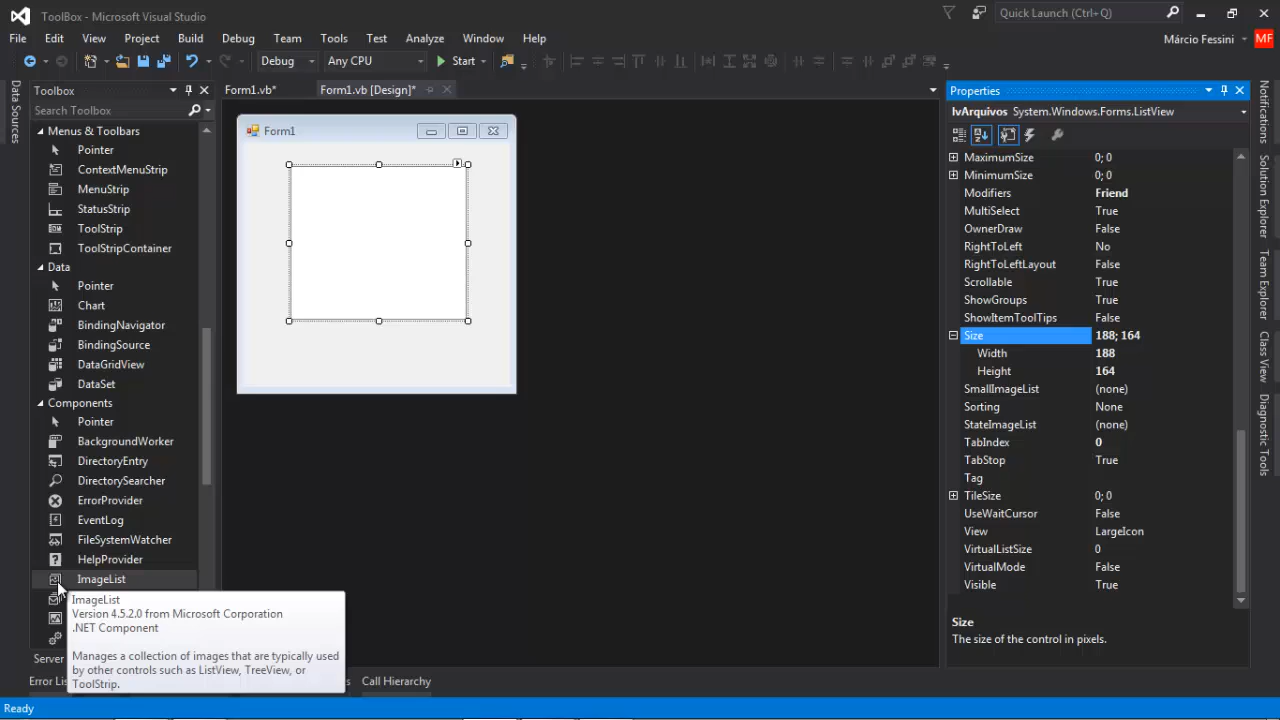 ToolBox - Microsoft Visual Studio
Quick Launch (Ctrl+Q)
File Edit View Project Build Debug Team Tools Test Analyze Window Help
Márcio Fessini MF
Debug Any CPU Start
Data Sources
Toolbox
Search Toolbox
Menus & Toolbars
Pointer
ContextMenuStrip
MenuStrip
StatusStrip
ToolStrip
ToolStripContainer
Data
Pointer
Chart
BindingNavigator
BindingSource
DataGridView
DataSet
Components
Pointer
BackgroundWorker
DirectoryEntry
DirectorySearcher
ErrorProvider
EventLog
FileSystemWatcher
HelpProvider
ImageList
ImageList
Version 4.5.2.0 from Microsoft Corporation
.NET Component
Manages a collection of images that are typically used
by other controls such as ListView, TreeView, or
ToolStrip.
Server
Error Li
Call Hierarchy
Form1.vb* Form1.vb [Design]*
Form1
Properties
lvArquivos System.Windows.Forms.ListView
MaximumSize 0; 0
MinimumSize 0; 0
Modifiers Friend
MultiSelect True
OwnerDraw False
RightToLeft No
RightToLeftLayout False
Scrollable True
ShowGroups True
ShowItemToolTips False
Size 188; 164
Width 188
Height 164
SmallImageList (none)
Sorting None
StateImageList (none)
TabIndex 0
TabStop True
Tag
TileSize 0; 0
UseWaitCursor False
View LargeIcon
VirtualListSize 0
VirtualMode False
Visible True
Size
The size of the control in pixels.
Notifications
Solution Explorer
Team Explorer
Class View
Diagnostic Tools
Ready